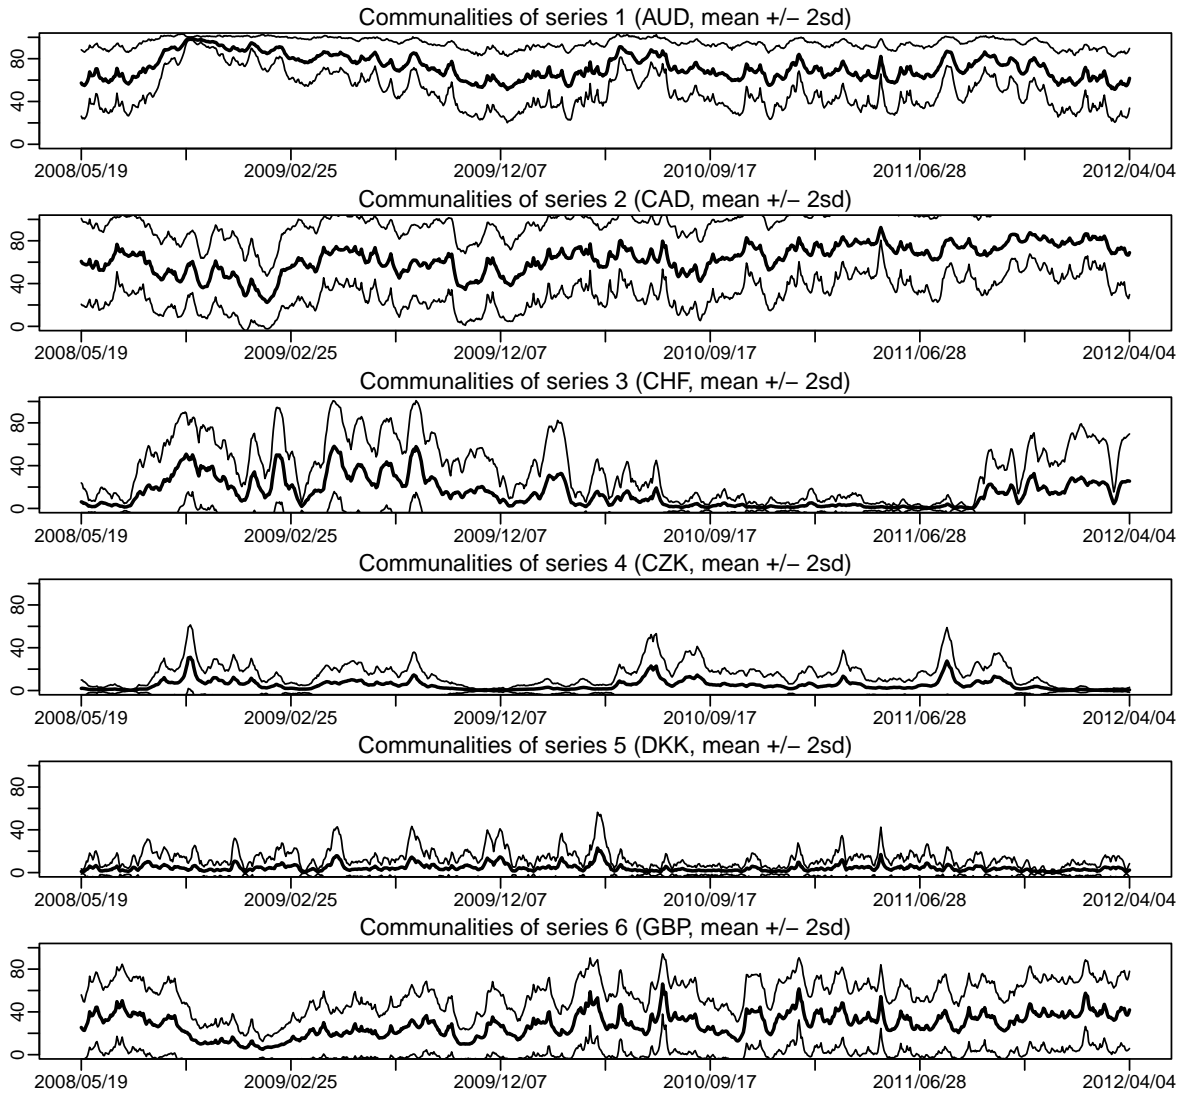 Communalities of series 1 (AUD, mean +/− 2sd)
80
40
0
2008/05/19 2009/02/25 2009/12/07 2010/09/17 2011/06/28 2012/04/04
Communalities of series 2 (CAD, mean +/− 2sd)
80
40
0
2008/05/19 2009/02/25 2009/12/07 2010/09/17 2011/06/28 2012/04/04
Communalities of series 3 (CHF, mean +/− 2sd)
80
40
0
2008/05/19 2009/02/25 2009/12/07 2010/09/17 2011/06/28 2012/04/04
Communalities of series 4 (CZK, mean +/− 2sd)
80
40
0
2008/05/19 2009/02/25 2009/12/07 2010/09/17 2011/06/28 2012/04/04
Communalities of series 5 (DKK, mean +/− 2sd)
80
40
0
2008/05/19 2009/02/25 2009/12/07 2010/09/17 2011/06/28 2012/04/04
Communalities of series 6 (GBP, mean +/− 2sd)
80
40
0
2008/05/19 2009/02/25 2009/12/07 2010/09/17 2011/06/28 2012/04/04